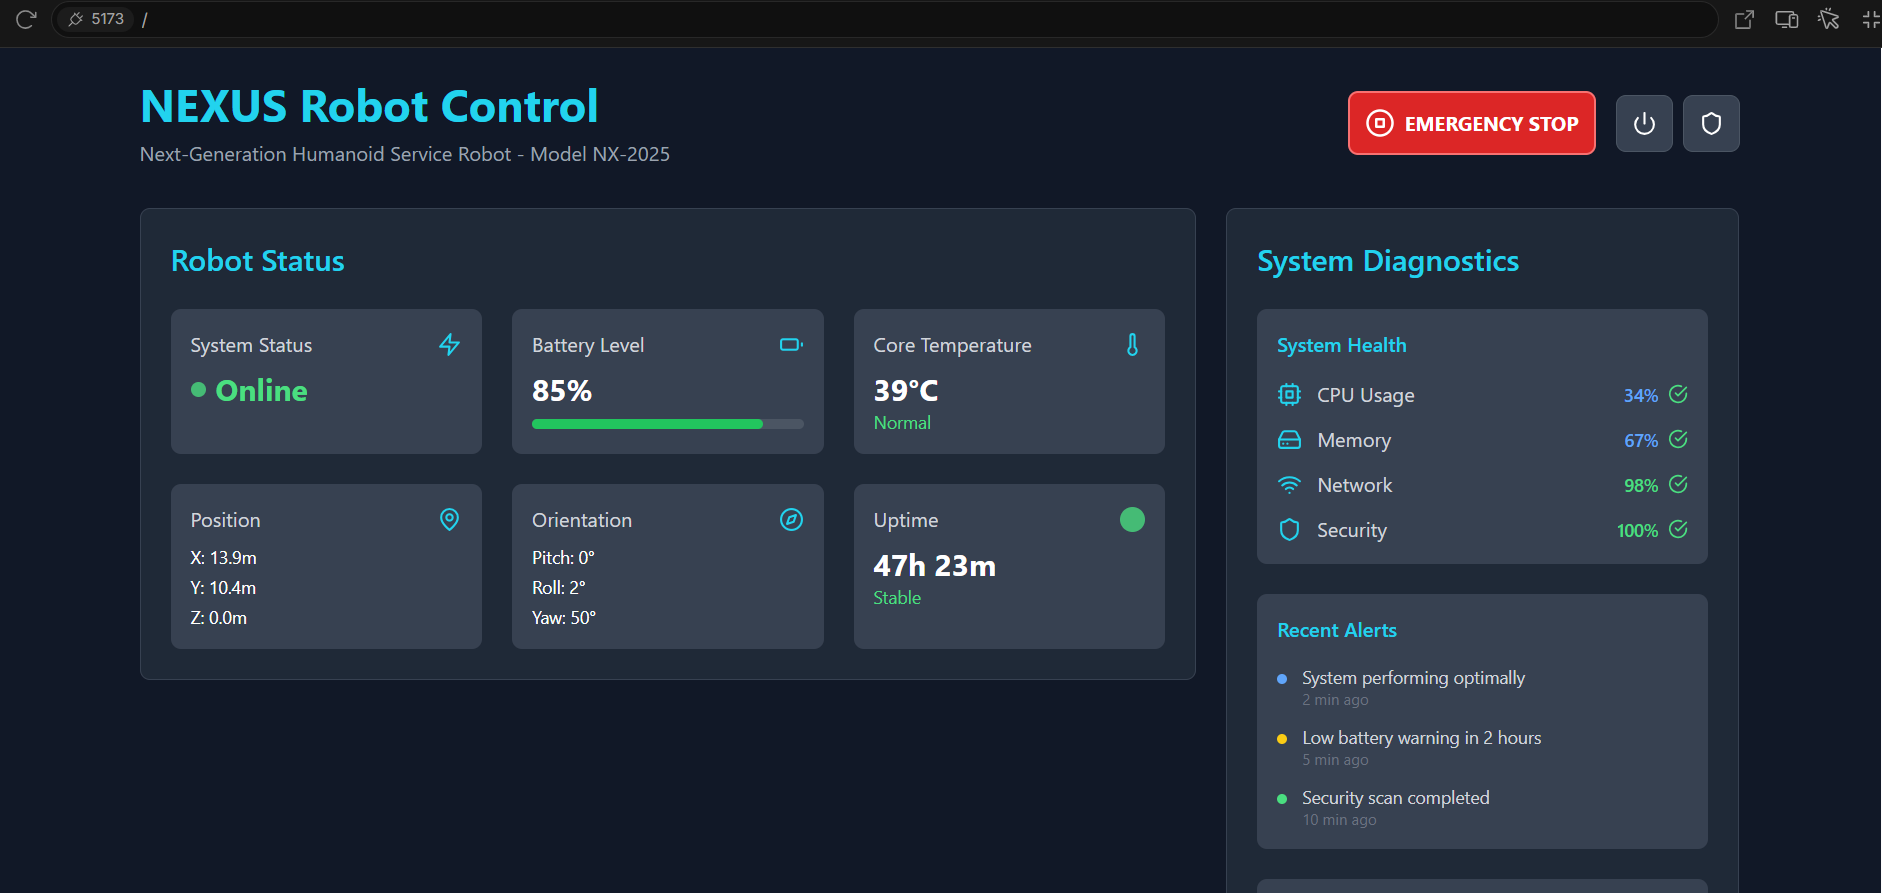 5173 /
NEXUS Robot Control
Next-Generation Humanoid Service Robot - Model NX-2025
EMERGENCY STOP
Robot Status
System Status
Online
Battery Level
85%
Core Temperature
39°C
Normal
Position
X: 13.9m
Y: 10.4m
Z: 0.0m
Orientation
Pitch: 0°
Roll: 2°
Yaw: 50°
Uptime
47h 23m
Stable
System Diagnostics
System Health
CPU Usage 34%
Memory 67%
Network 98%
Security 100%
Recent Alerts
System performing optimally
2 min ago
Low battery warning in 2 hours
5 min ago
Security scan completed
10 min ago